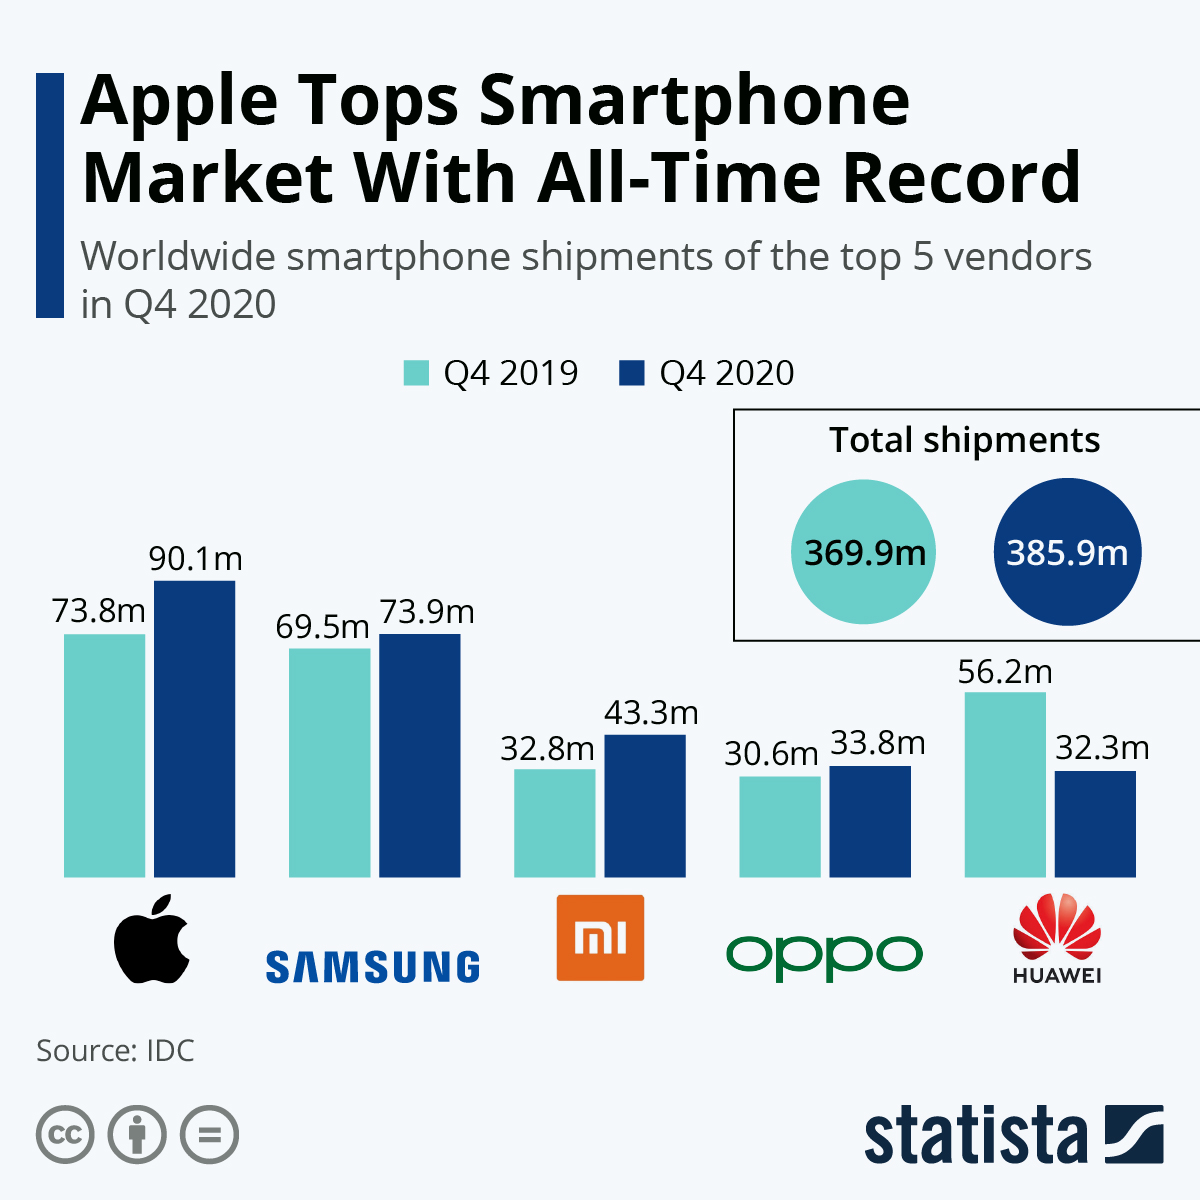 Apple Tops Smartphone
Market With All-Time Record
Worldwide smartphone shipments of the top 5 vendors
in Q4 2020
Q4 2019 Q4 2020
Total shipments
369.9m 385.9m
73.8m 90.1m
69.5m 73.9m
32.8m 43.3m
30.6m 33.8m
56.2m 32.3m
SAMSUNG
mi
oppo
HUAWEI
Source: IDC
cc
statista